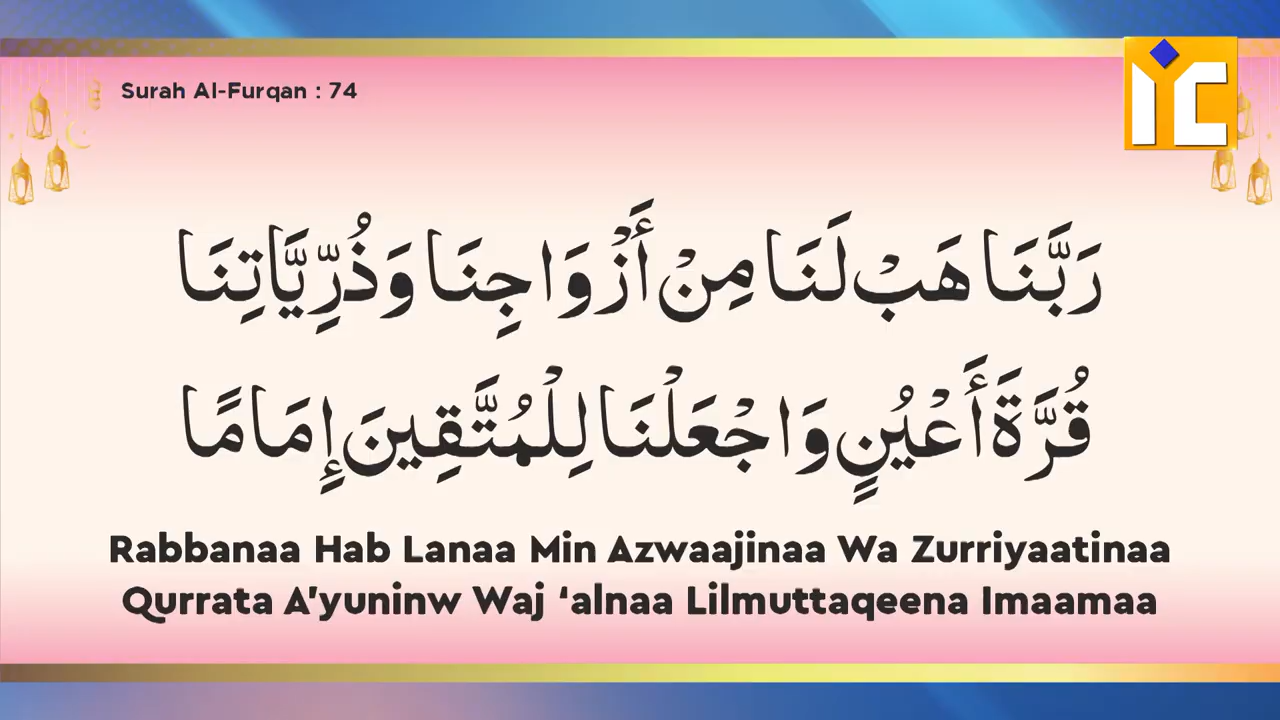 Surah Al-Furqan : 74
YC
رَبَّنَا هَبْ لَنَا مِنْ أَزْوَاجِنَا وَذُرِّيَّاتِنَا
قُرَّةَ أَعْيُنٍ وَاجْعَلْنَا لِلْمُتَّقِينَ إِمَامًا
Rabbanaa Hab Lanaa Min Azwaajinaa Wa Zurriyaatinaa
Qurrata A'yuninw Waj ‘alnaa Lilmuttaqeena Imaamaa